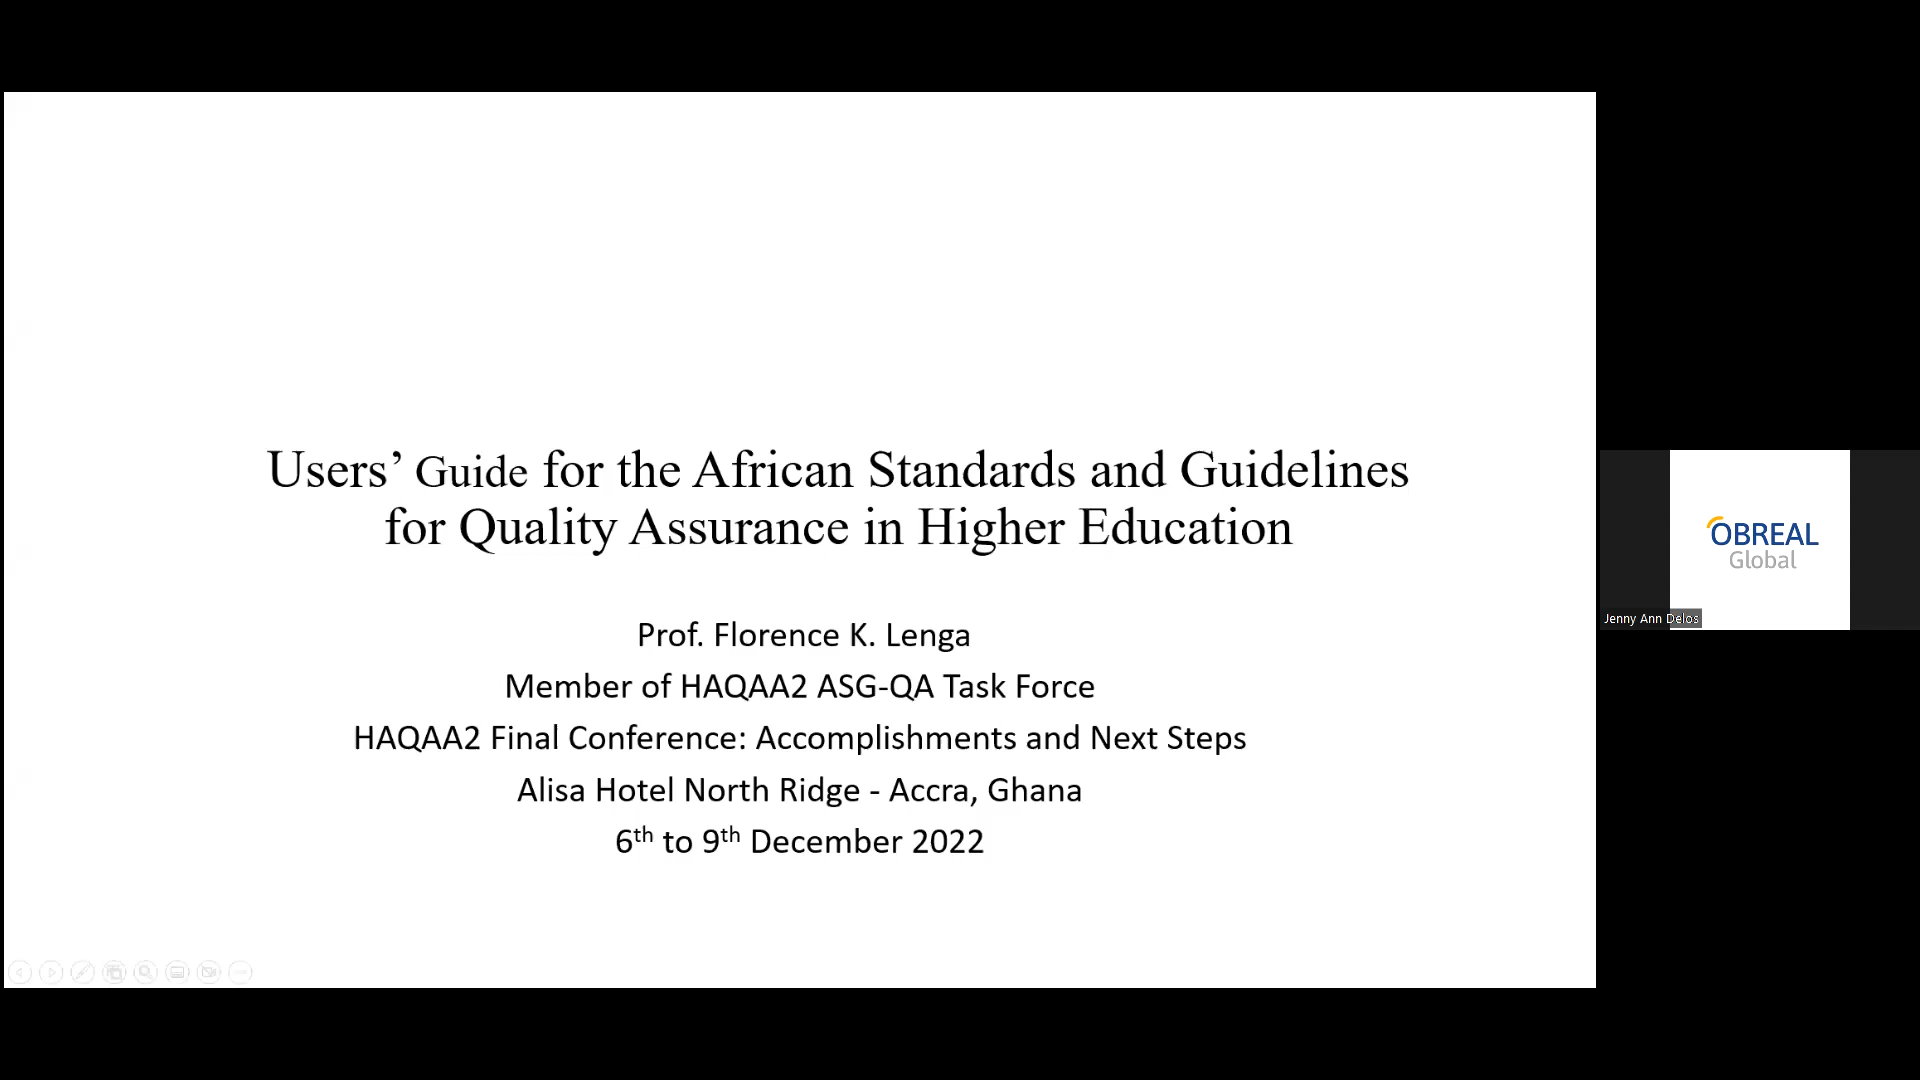 Users’ Guide for the African Standards and Guidelines
for Quality Assurance in Higher Education
Prof. Florence K. Lenga
Member of HAQAA2 ASG-QA Task Force
HAQAA2 Final Conference: Accomplishments and Next Steps
Alisa Hotel North Ridge - Accra, Ghana
6th to 9th December 2022
OBREAL
Global
Jenny Ann Delos